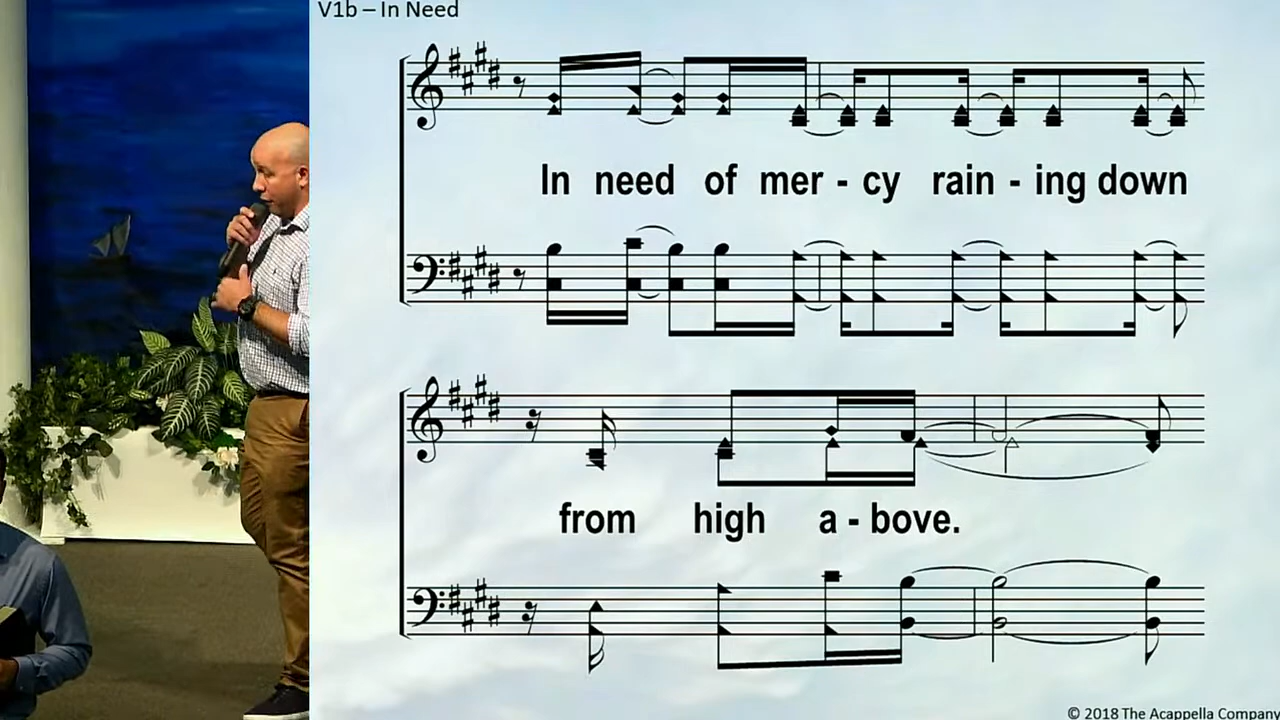 V1b – In Need
In need of mer - cy rain - ing down
from high a - bove.
© 2018 The Acappella Company